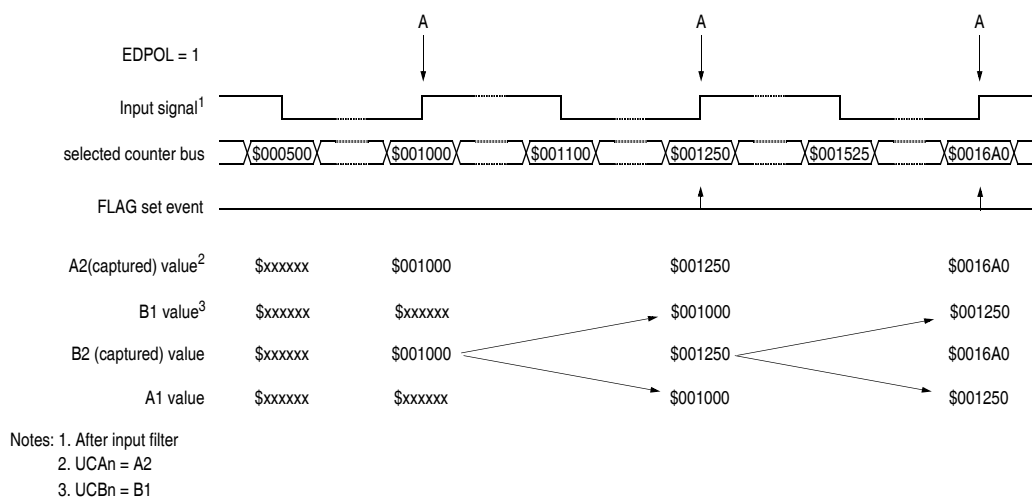 A A A
EDPOL = 1
Input signal1
selected counter bus $000500 $001000 $001100 $001250 $001525 $0016A0
FLAG set event
A2(captured) value2 $xxxxxx $001000 $001250 $0016A0
B1 value3 $xxxxxx $xxxxxx $001000 $001250
B2 (captured) value $xxxxxx $001000 $001250 $0016A0
A1 value $xxxxxx $xxxxxx $001000 $001250
Notes: 1. After input filter
2. UCAn = A2
3. UCBn = B1